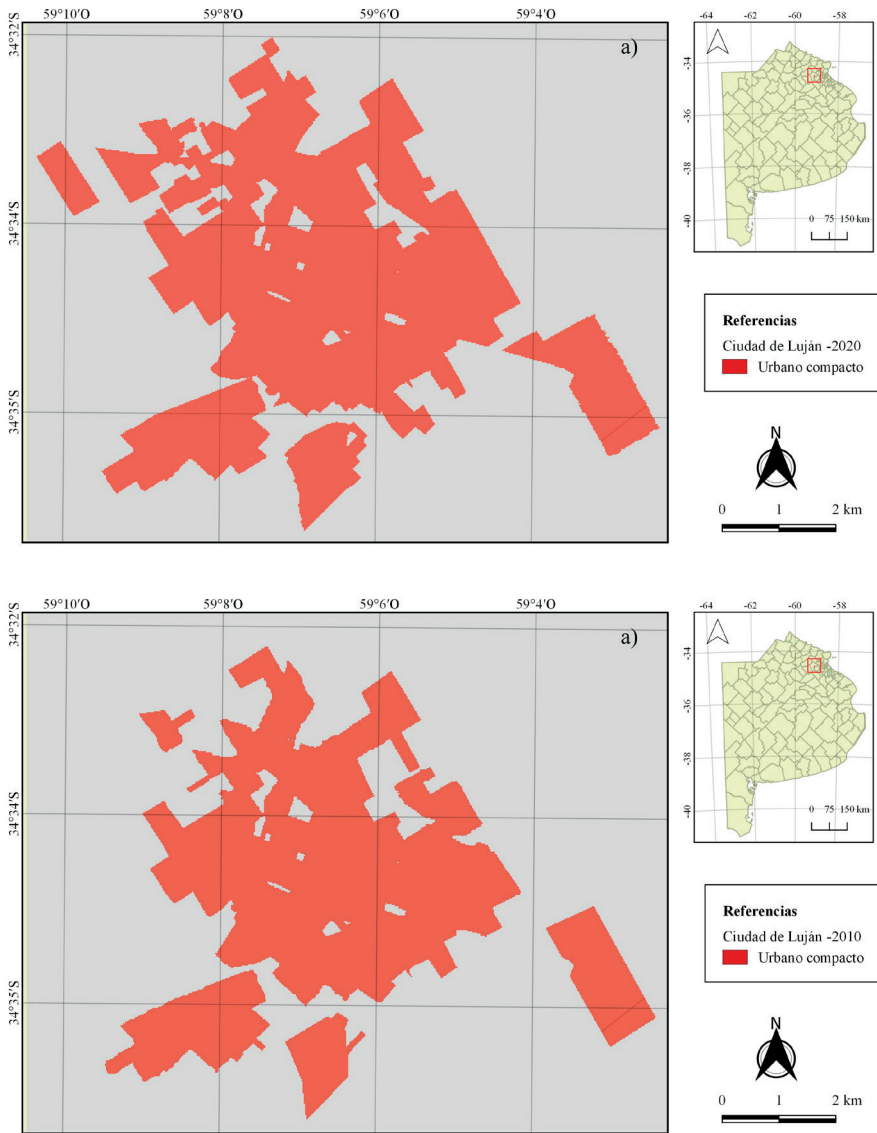 59°10'O 59°8'O 59°6'O 59°4'O
34°32'S
34°34'S
34°35'S
a)
-64 -62 -60 -58
-34
-36
-38
-40
0 75 150 km
Referencias
Ciudad de Luján -2020
Urbano compacto
N
0 1 2 km
59°10'O 59°8'O 59°6'O 59°4'O
34°32'S
34°34'S
34°35'S
a)
-64 -62 -60 -58
-34
-36
-38
-40
0 75 150 km
Referencias
Ciudad de Luján -2010
Urbano compacto
N
0 1 2 km